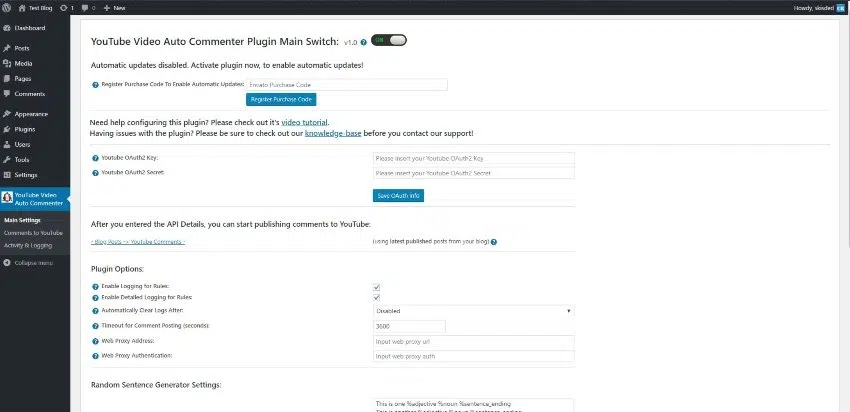 Test Blog 1 0 + New Howdy, skisded
Dashboard
Posts
Media
Pages
Comments
Appearance
Plugins
Users
Tools
Settings
YouTube Video
Auto Commenter
Main Settings
Comments to YouTube
Activity & Logging
Collapse menu
YouTube Video Auto Commenter Plugin Main Switch: v1.0 ? ON
Automatic updates disabled. Activate plugin now, to enable automatic updates!
? Register Purchase Code To Enable Automatic Updates: Envato Purchase Code
Register Purchase Code
Need help configuring this plugin? Please check out it's video tutorial.
Having issues with the plugin? Please be sure to check out our knowledge-base before you contact our support!
? Youtube OAuth2 Key: Please insert your Youtube OAuth2 Key
? Youtube OAuth2 Secret: Please insert your Youtube OAuth2 Secret
Save OAuth info
After you entered the API Details, you can start publishing comments to YouTube:
- Blog Posts -> YouTube Comments - (using latest published posts from your blog) ?
Plugin Options:
? Enable Logging for Rules:
? Enable Detailed Logging for Rules:
? Automatically Clear Logs After: Disabled
? Timeout for Comment Posting (seconds): 3600
? Web Proxy Address: Input web proxy url
? Web Proxy Authentication: Input web proxy auth
Random Sentence Generator Settings:
This is one %adjective %noun %sentence_ending